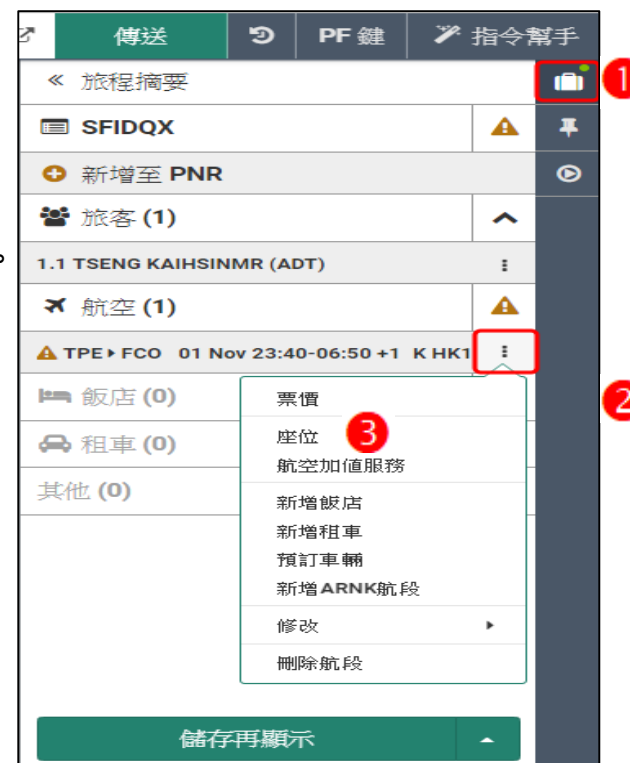 傳送 PF 鍵 指令幫手
« 旅程摘要
1
SFIDQX
新增至 PNR
旅客 (1)
。
1.1 TSENG KAIHSINMR (ADT)
航空 (1)
TPE▸FCO 01 Nov 23:40-06:50 +1 K HK1
2
飯店 (0)
租車 (0)
其他 (0)
票價
座位 3
航空加值服務
新增飯店
新增租車
預訂車輛
新增ARNK航段
修改
刪除航段
儲存再顯示